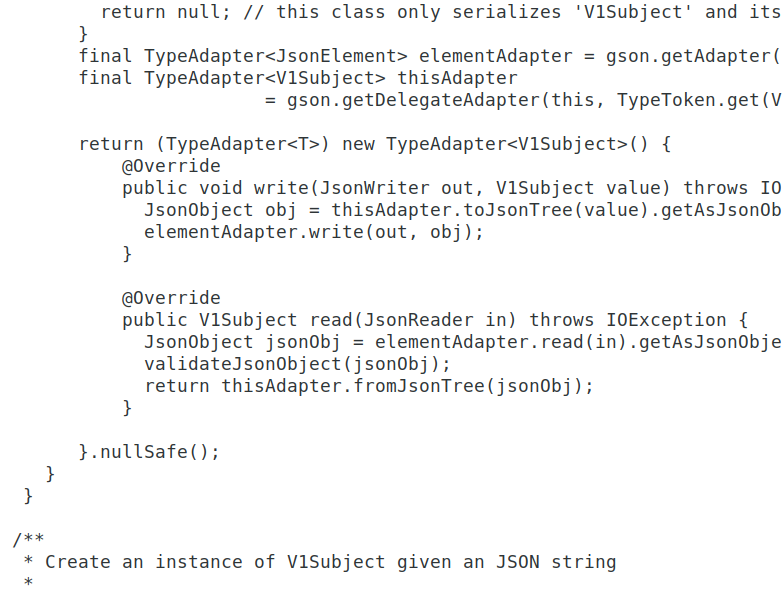 return null; // this class only serializes 'V1Subject' and its
}
final TypeAdapter<JsonElement> elementAdapter = gson.getAdapter(
final TypeAdapter<V1Subject> thisAdapter
= gson.getDelegateAdapter(this, TypeToken.get(V
return (TypeAdapter<T>) new TypeAdapter<V1Subject>() {
@Override
public void write(JsonWriter out, V1Subject value) throws IO
JsonObject obj = thisAdapter.toJsonTree(value).getAsJsonOb
elementAdapter.write(out, obj);
}
@Override
public V1Subject read(JsonReader in) throws IOException {
JsonObject jsonObj = elementAdapter.read(in).getAsJsonObje
validateJsonObject(jsonObj);
return thisAdapter.fromJsonTree(jsonObj);
}
}.nullSafe();
}
}
/**
* Create an instance of V1Subject given an JSON string
*